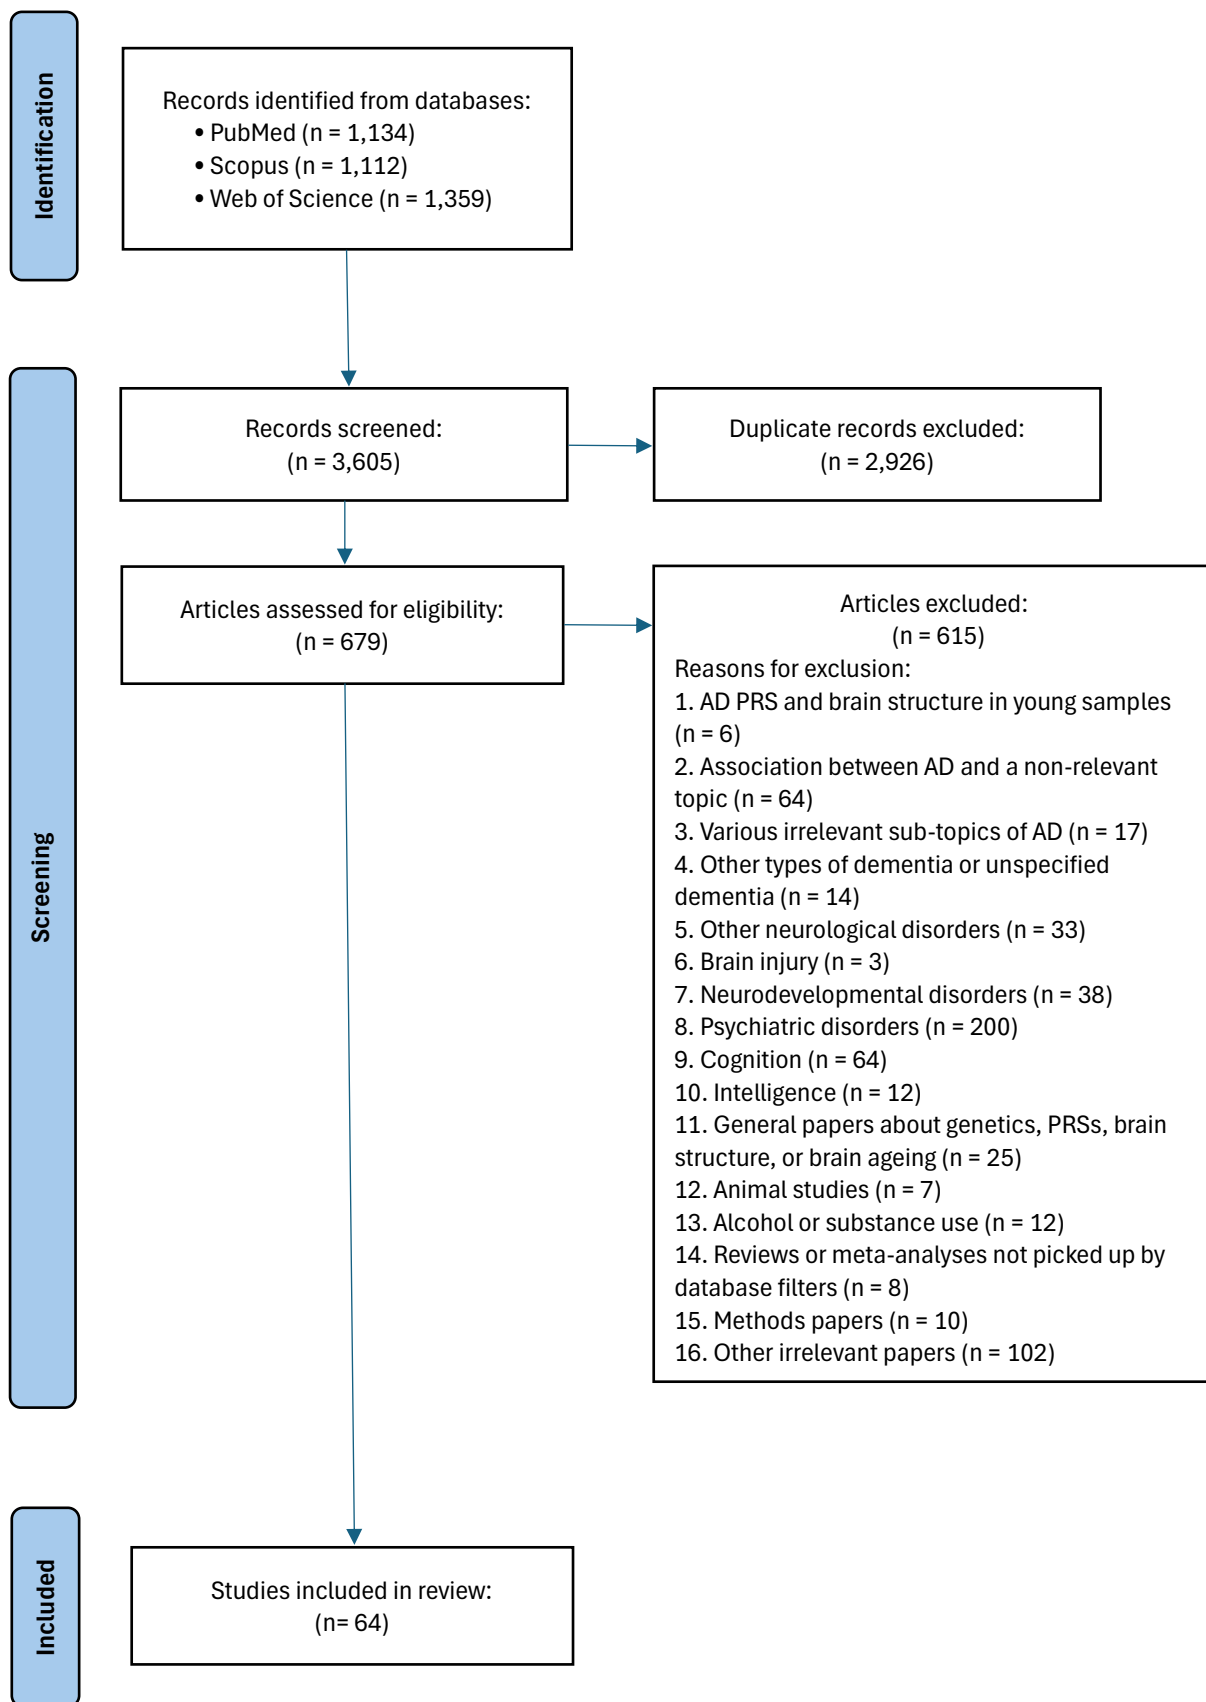 Identification
Records identified from databases:
• PubMed (n = 1,134)
• Scopus (n = 1,112)
• Web of Science (n = 1,359)
Screening
Records screened:
(n = 3,605)
Duplicate records excluded:
(n = 2,926)
Articles assessed for eligibility:
(n = 679)
Articles excluded:
(n = 615)
Reasons for exclusion:
1. AD PRS and brain structure in young samples
(n = 6)
2. Association between AD and a non-relevant
topic (n = 64)
3. Various irrelevant sub-topics of AD (n = 17)
4. Other types of dementia or unspecified
dementia (n = 14)
5. Other neurological disorders (n = 33)
6. Brain injury (n = 3)
7. Neurodevelopmental disorders (n = 38)
8. Psychiatric disorders (n = 200)
9. Cognition (n = 64)
10. Intelligence (n = 12)
11. General papers about genetics, PRSs, brain
structure, or brain ageing (n = 25)
12. Animal studies (n = 7)
13. Alcohol or substance use (n = 12)
14. Reviews or meta-analyses not picked up by
database filters (n = 8)
15. Methods papers (n = 10)
16. Other irrelevant papers (n = 102)
Included
Studies included in review:
(n= 64)